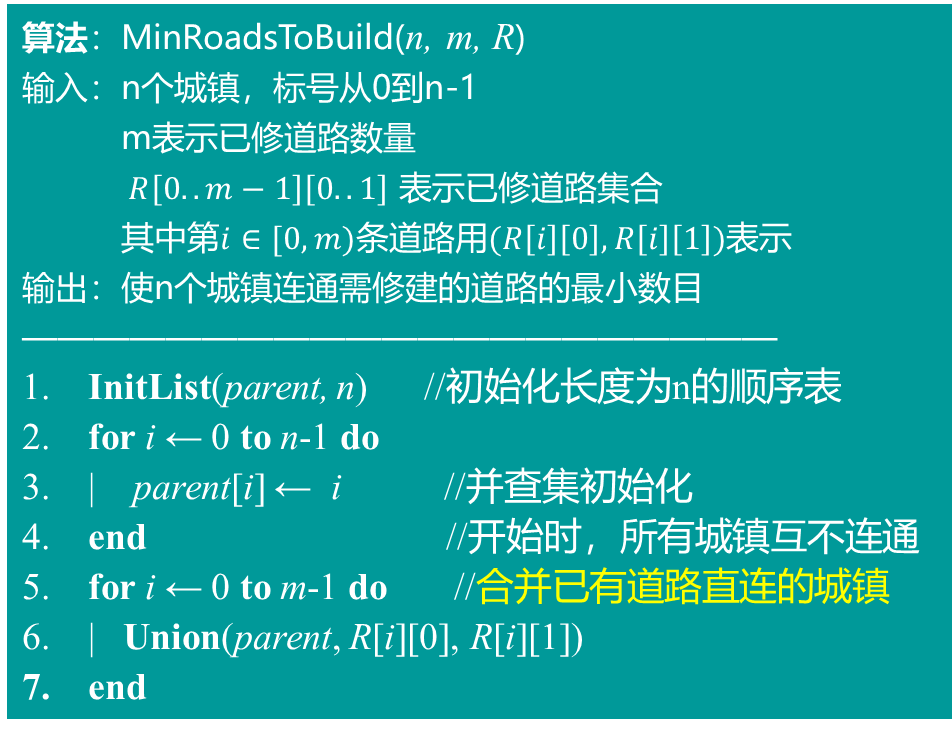 算法：MinRoadsToBuild(n, m, R)
输入：n个城镇，标号从0到n-1
m表示已修道路数量
R[0..m − 1][0..1] 表示已修道路集合
其中第i ∈ [0, m)条道路用(R[i][0], R[i][1])表示
输出：使n个城镇连通需修建的道路的最小数目
1. InitList(parent, n) //初始化长度为n的顺序表
2. for i ← 0 to n-1 do
3. | parent[i] ← i //并查集初始化
4. end //开始时，所有城镇互不连通
5. for i ← 0 to m-1 do //合并已有道路直连的城镇
6. | Union(parent, R[i][0], R[i][1])
7. end